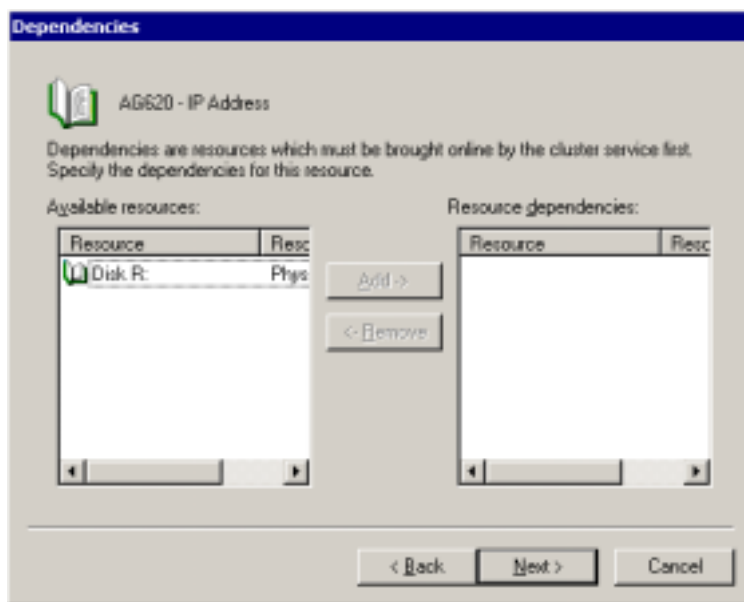 Dependencies
AG620 - IP Address
Dependencies are resources which must be brought online by the cluster service first.
Specify the dependencies for this resource.
Available resources:
Resource dependencies:
Resource Resc
Resource Resc
Disk R: Phys
Add ->
<- Remove
< Back
Next >
Cancel